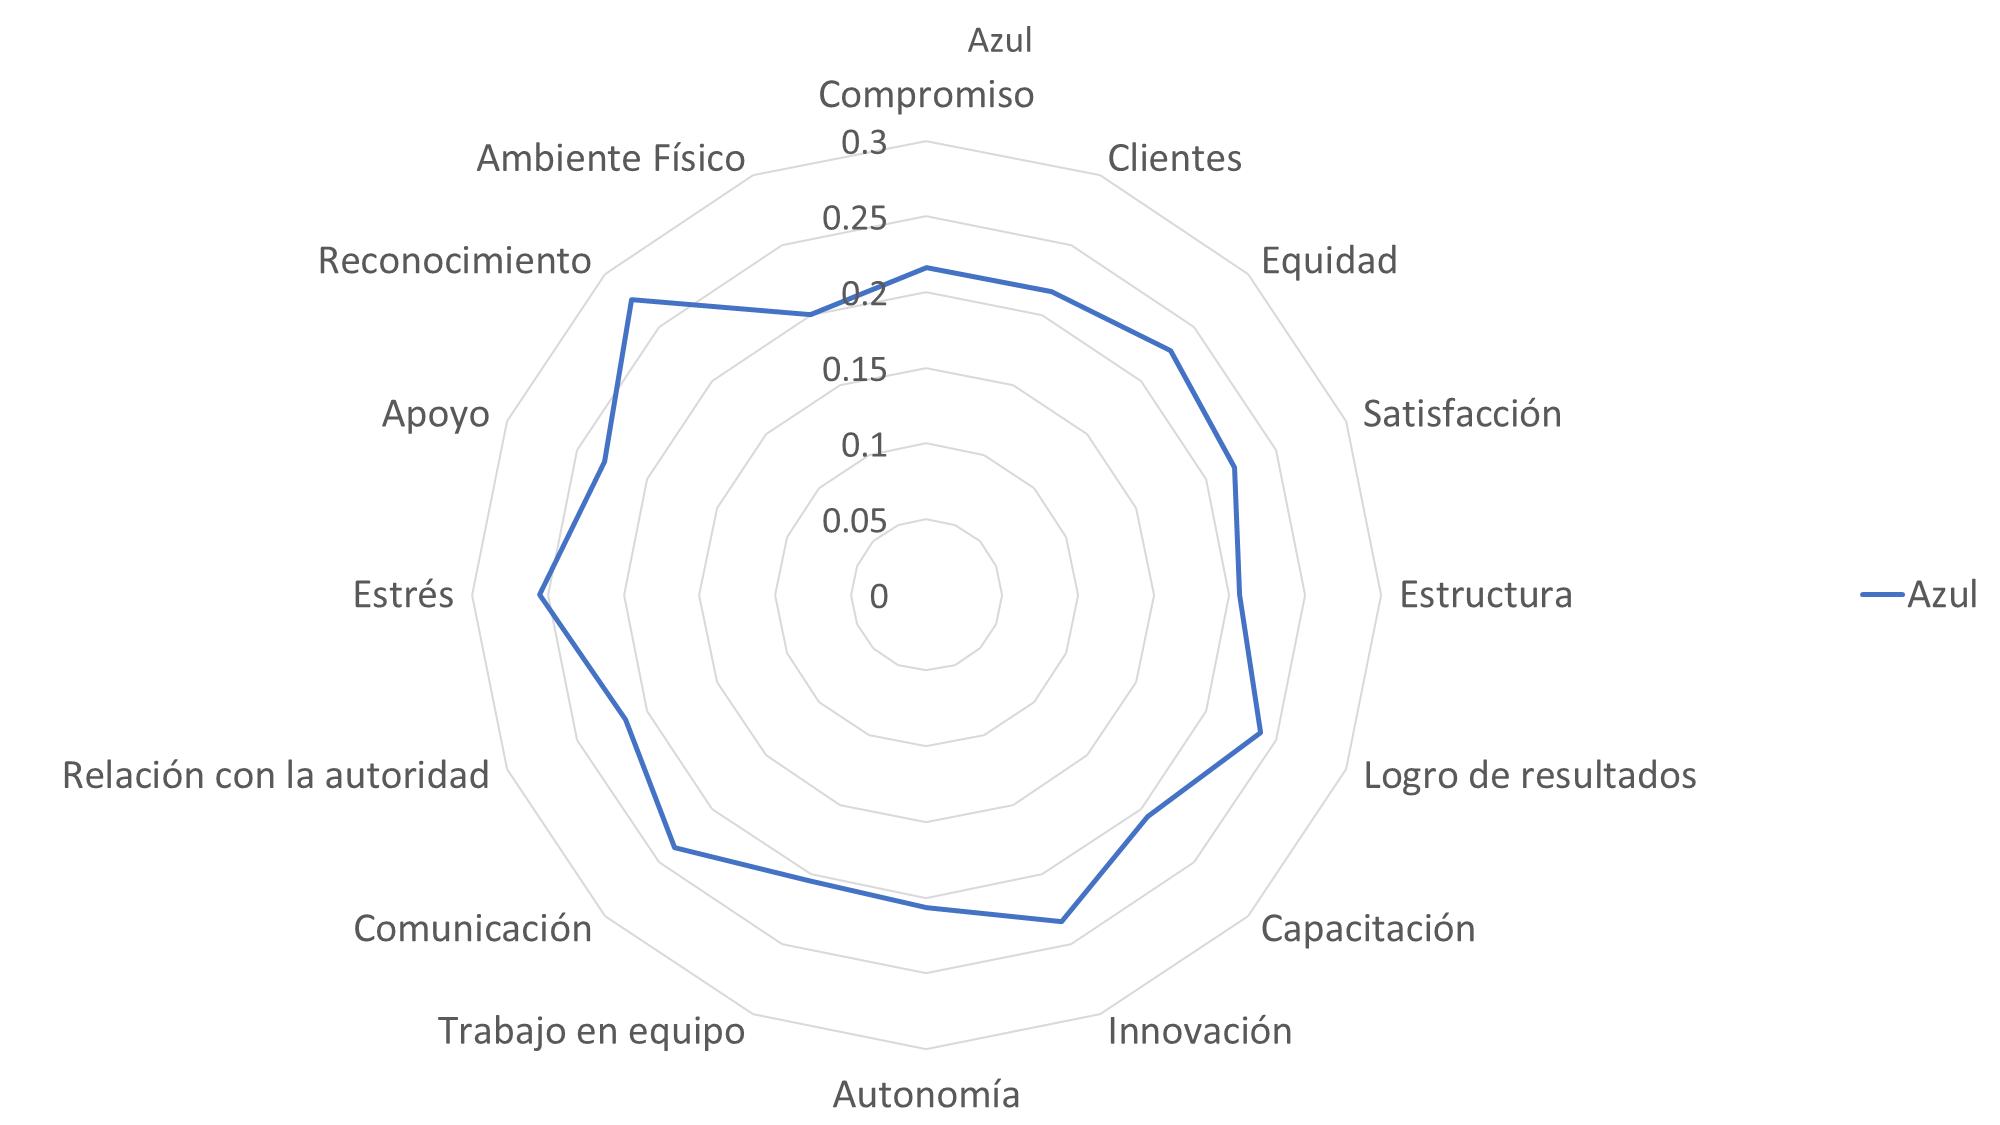 Azul
Compromiso
Clientes
Equidad
Satisfacción
Estructura
Logro de resultados
Capacitación
Innovación
Autonomía
Trabajo en equipo
Comunicación
Relación con la autoridad
Estrés
Apoyo
Reconocimiento
Ambiente Físico
0.3
0.25
0.2
0.15
0.1
0.05
0
Azul